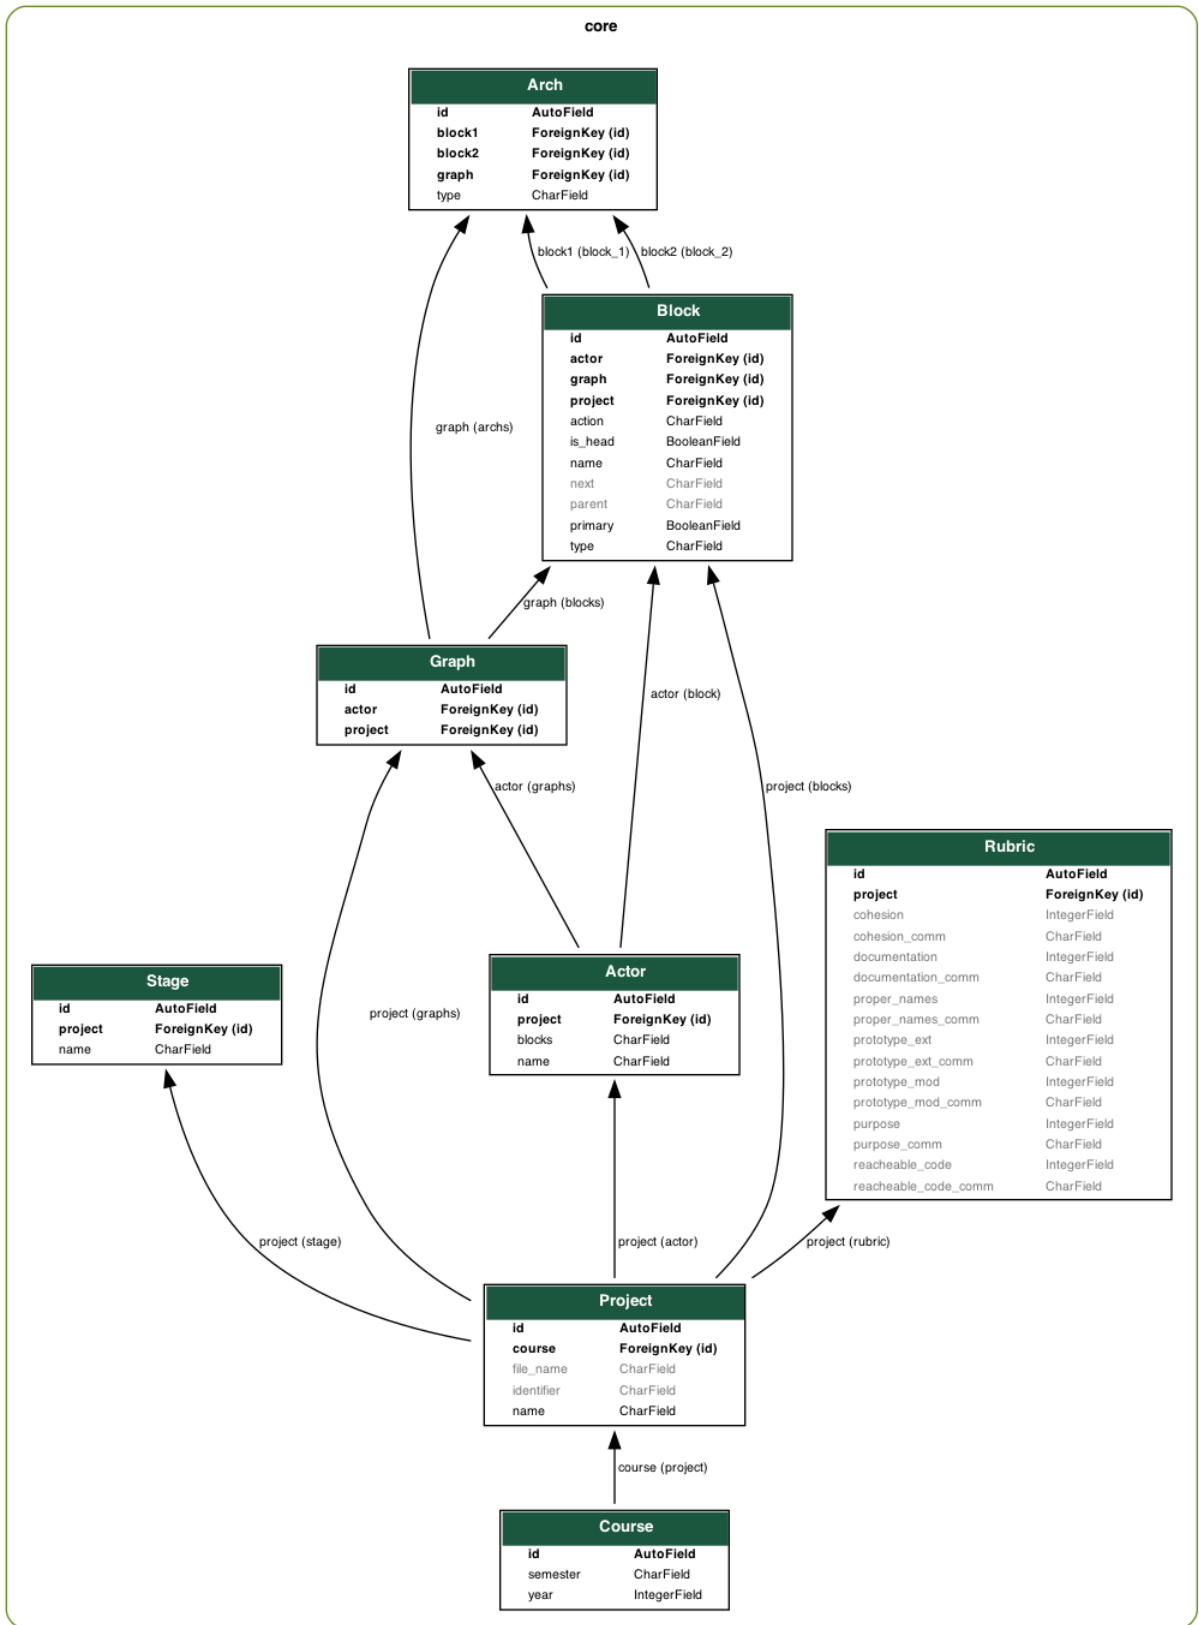 core
Arch
id AutoField
block1 ForeignKey (id)
block2 ForeignKey (id)
graph ForeignKey (id)
type CharField
block1 (block_1) block2 (block_2)
Block
id AutoField
actor ForeignKey (id)
graph ForeignKey (id)
project ForeignKey (id)
action CharField
is_head BooleanField
name CharField
next CharField
parent CharField
primary BooleanField
type CharField
graph (archs)
graph (blocks)
Graph
id AutoField
actor ForeignKey (id)
project ForeignKey (id)
actor (block)
actor (graphs)
project (blocks)
Rubric
id AutoField
project ForeignKey (id)
cohesion IntegerField
cohesion_comm CharField
documentation IntegerField
documentation_comm CharField
proper_names IntegerField
proper_names_comm CharField
prototype_ext IntegerField
prototype_ext_comm CharField
prototype_mod IntegerField
prototype_mod_comm CharField
purpose IntegerField
purpose_comm CharField
reacheable_code IntegerField
reacheable_code_comm CharField
Stage
id AutoField
project ForeignKey (id)
name CharField
project (graphs)
Actor
id AutoField
project ForeignKey (id)
blocks CharField
name CharField
project (stage)
project (actor)
project (rubric)
Project
id AutoField
course ForeignKey (id)
file_name CharField
identifier CharField
name CharField
course (project)
Course
id AutoField
semester CharField
year IntegerField